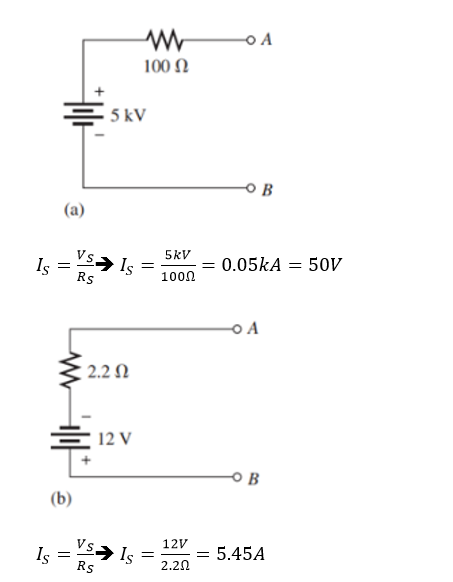 100 Ω
A
+
5 kV
−
B
(a)
I_S = V_S/R_S ➔ I_S = 5kV/100Ω = 0.05kA = 50V
A
2.2 Ω
−
12 V
+
B
(b)
I_S = V_S/R_S ➔ I_S = 12V/2.2Ω = 5.45A